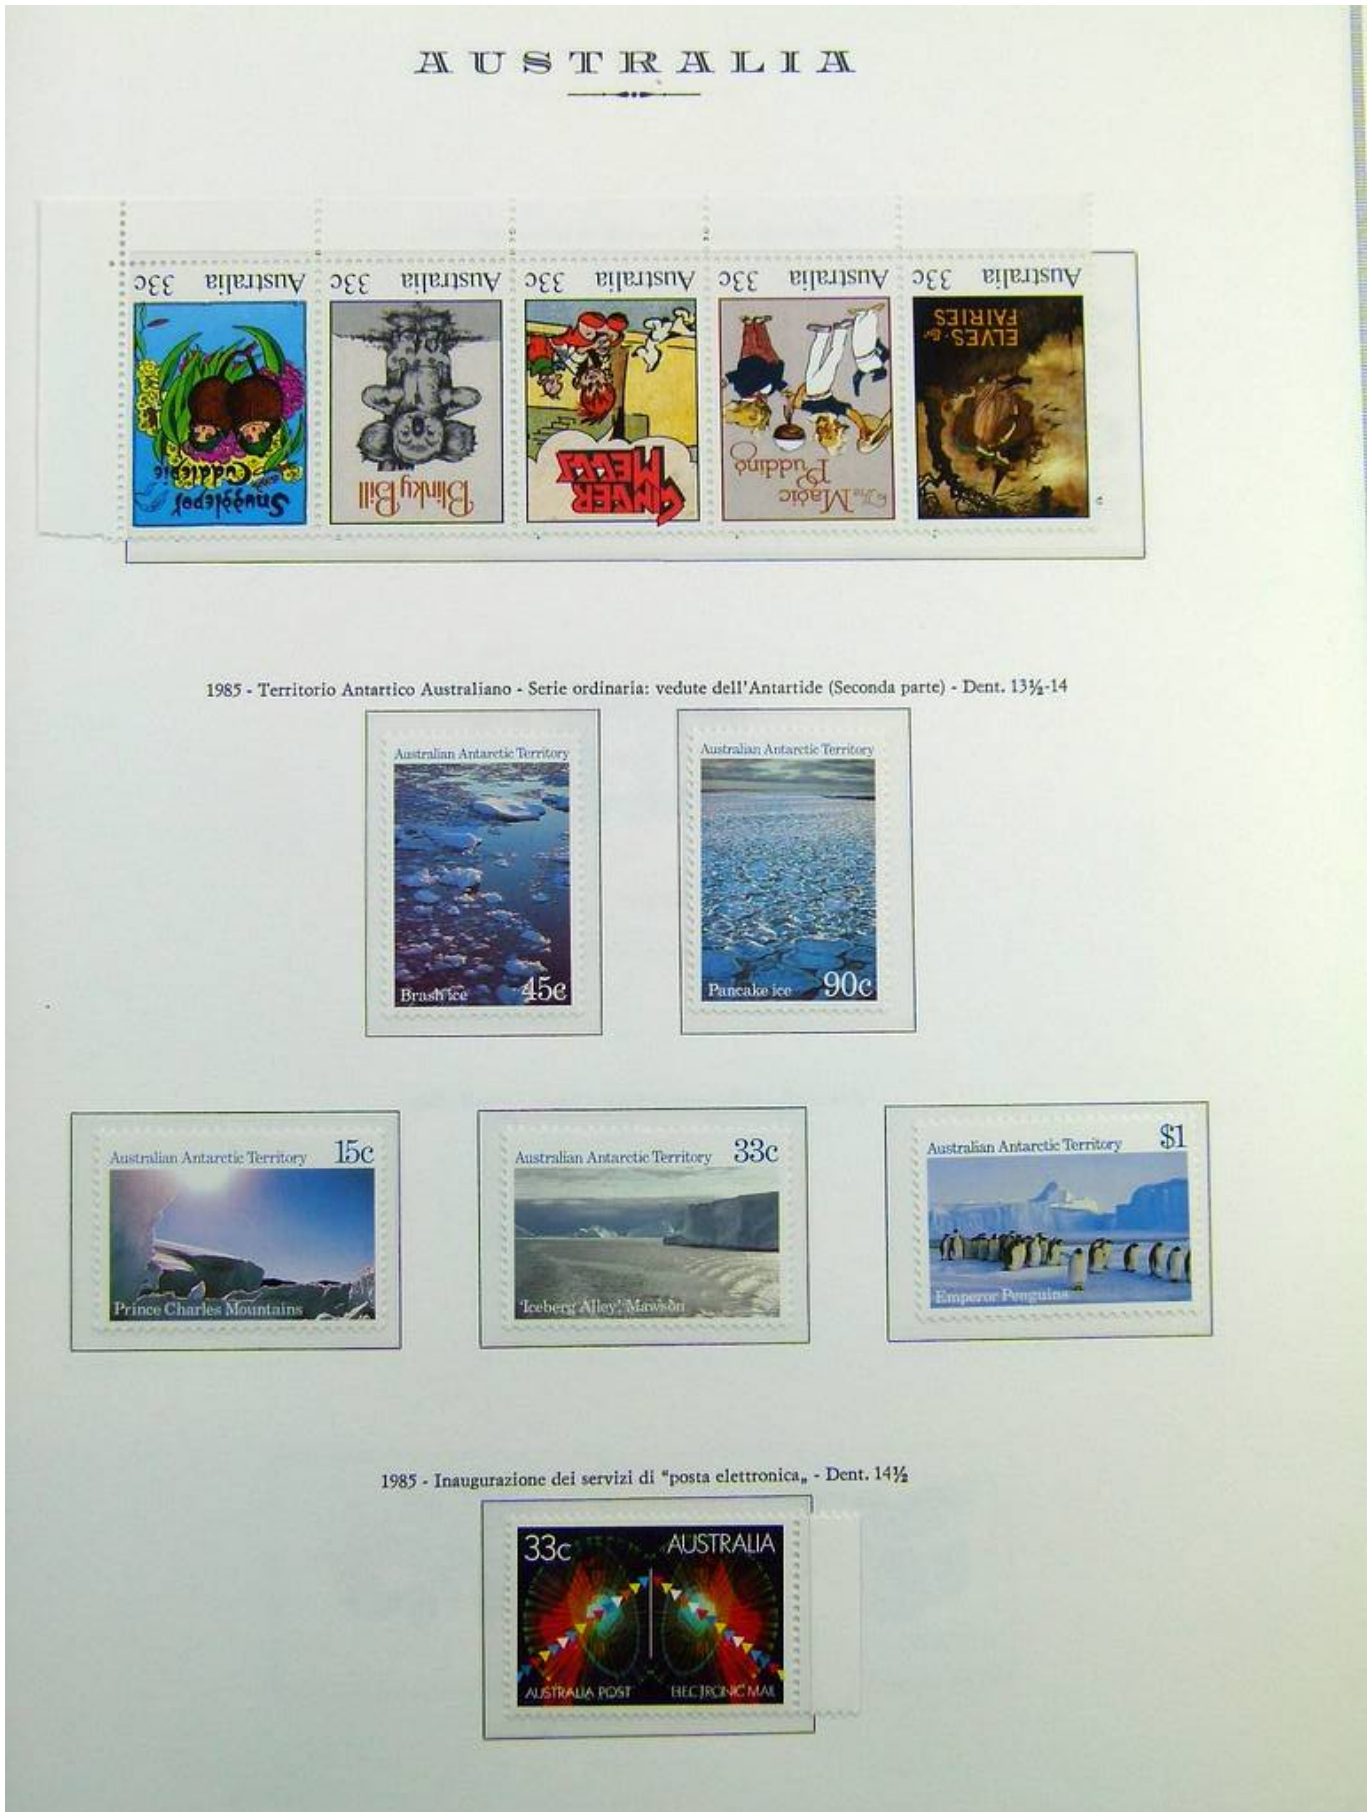 AUSTRALIA
33c Australia
33c Australia
33c Australia
33c Australia
33c Australia
Snugglepot
and
Cuddlepie
Blinky Bill
GINGER
MEGGS
The Magic
Pudding
ELVES &
FAIRIES
1985 - Territorio Antartico Australiano - Serie ordinaria: vedute dell'Antartide (Seconda parte) - Dent. 13½-14
Australian Antarctic Territory
Brash ice 45c
Australian Antarctic Territory
Pancake ice 90c
Australian Antarctic Territory 15c
Prince Charles Mountains
Australian Antarctic Territory 33c
'Iceberg Alley', Mawson
Australian Antarctic Territory $1
Emperor Penguins
1985 - Inaugurazione dei servizi di "posta elettronica„ - Dent. 14½
33c AUSTRALIA
AUSTRALIA POST ELECTRONIC MAIL